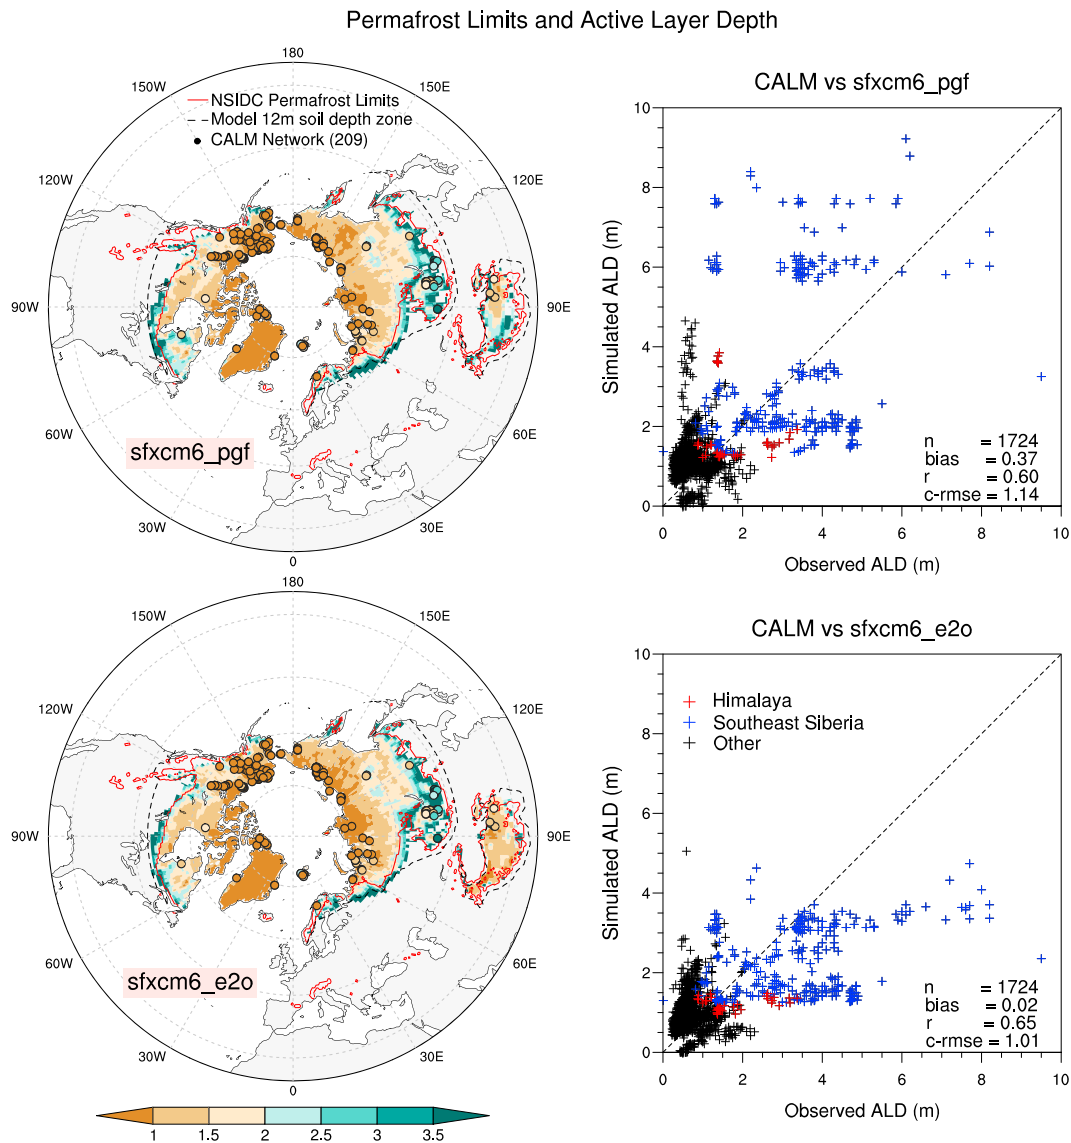 Permafrost Limits and Active Layer Depth
180
150W
150E
NSIDC Permafrost Limits
Model 12m soil depth zone
CALM Network (209)
120W
120E
90W
90E
60W
60E
sfxcm6_pgf
30W
30E
0
CALM vs sfxcm6_pgf
10
8
6
4
2
0
Simulated ALD (m)
n = 1724
bias = 0.37
r = 0.60
c-rmse = 1.14
0 2 4 6 8 10
Observed ALD (m)
180
150W
150E
120W
120E
90W
90E
60W
60E
sfxcm6_e2o
30W
30E
0
CALM vs sfxcm6_e2o
10
8
6
4
2
0
Simulated ALD (m)
Himalaya
Southeast Siberia
Other
n = 1724
bias = 0.02
r = 0.65
c-rmse = 1.01
0 2 4 6 8 10
Observed ALD (m)
1 1.5 2 2.5 3 3.5